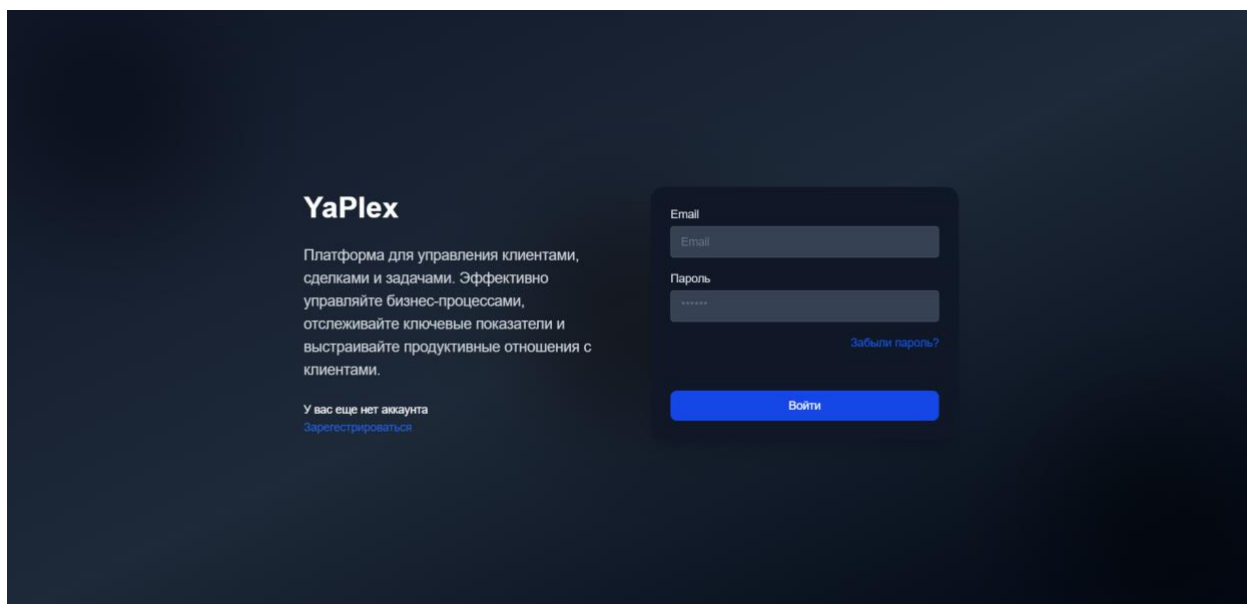 YaPlex
Платформа для управления клиентами,
сделками и задачами. Эффективно
управляйте бизнес-процессами,
отслеживайте ключевые показатели и
выстраивайте продуктивные отношения с
клиентами.
У вас еще нет аккаунта
Зарегестрироваться
Email
Email
Пароль
••••••
Забыли пароль?
Войти